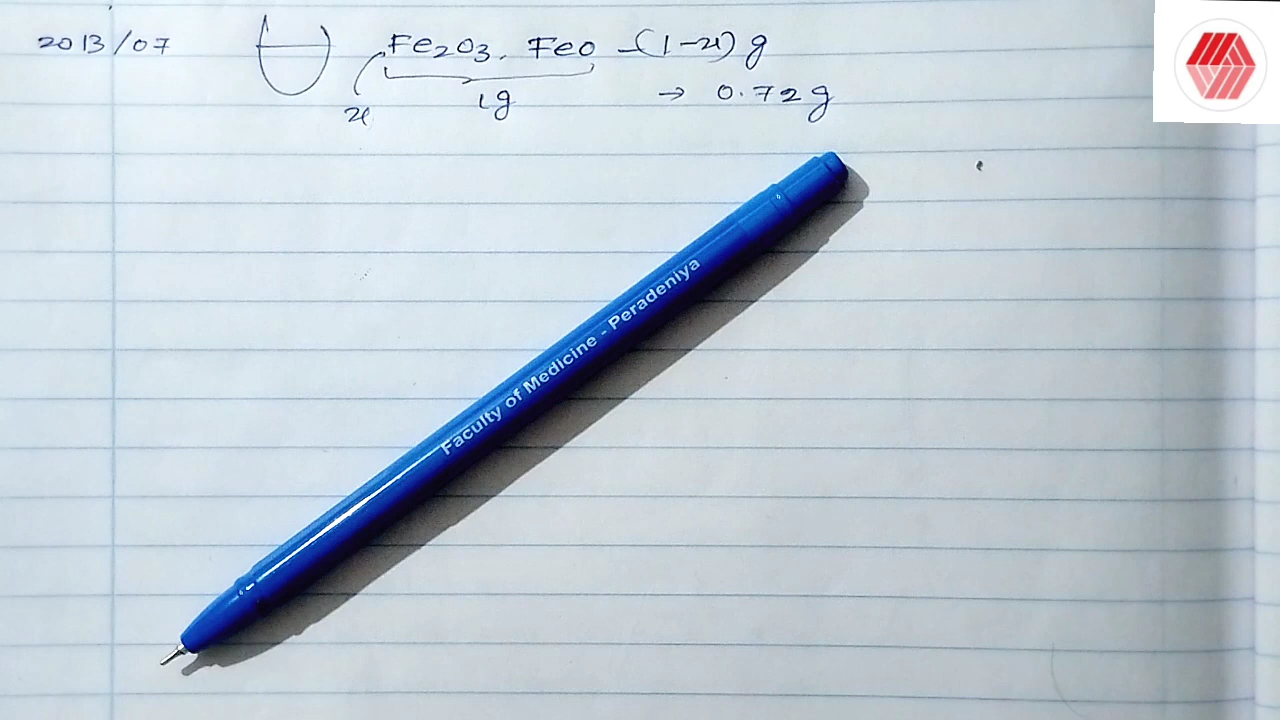 2013/07 Fe₂O₃. FeO -(1-x)g
x 1g → 0.72g
Faculty of Medicine - Peradeniya